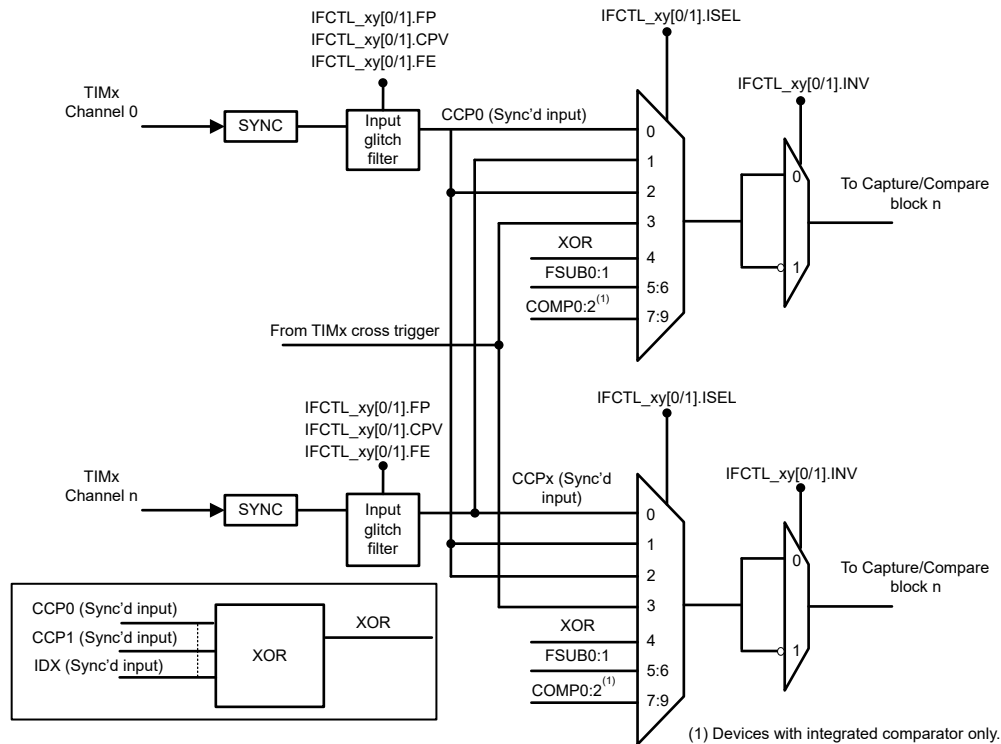 IFCTL_xy[0/1].FP
IFCTL_xy[0/1].CPV
IFCTL_xy[0/1].FE
IFCTL_xy[0/1].ISEL
IFCTL_xy[0/1].INV
TIMx
Channel 0
SYNC
Input
glitch
filter
CCP0 (Sync'd input)
0
1
2
3
XOR
4
FSUB0:1
5:6
COMP0:2(1)
7:9
0
1
To Capture/Compare
block n
From TIMx cross trigger
IFCTL_xy[0/1].FP
IFCTL_xy[0/1].CPV
IFCTL_xy[0/1].FE
IFCTL_xy[0/1].ISEL
IFCTL_xy[0/1].INV
TIMx
Channel n
SYNC
Input
glitch
filter
CCPx (Sync'd
input)
0
1
2
3
XOR
4
FSUB0:1
5:6
COMP0:2(1)
7:9
0
1
To Capture/Compare
block n
CCP0 (Sync'd input)
CCP1 (Sync'd input)
IDX (Sync'd input)
XOR
XOR
(1) Devices with integrated comparator only.